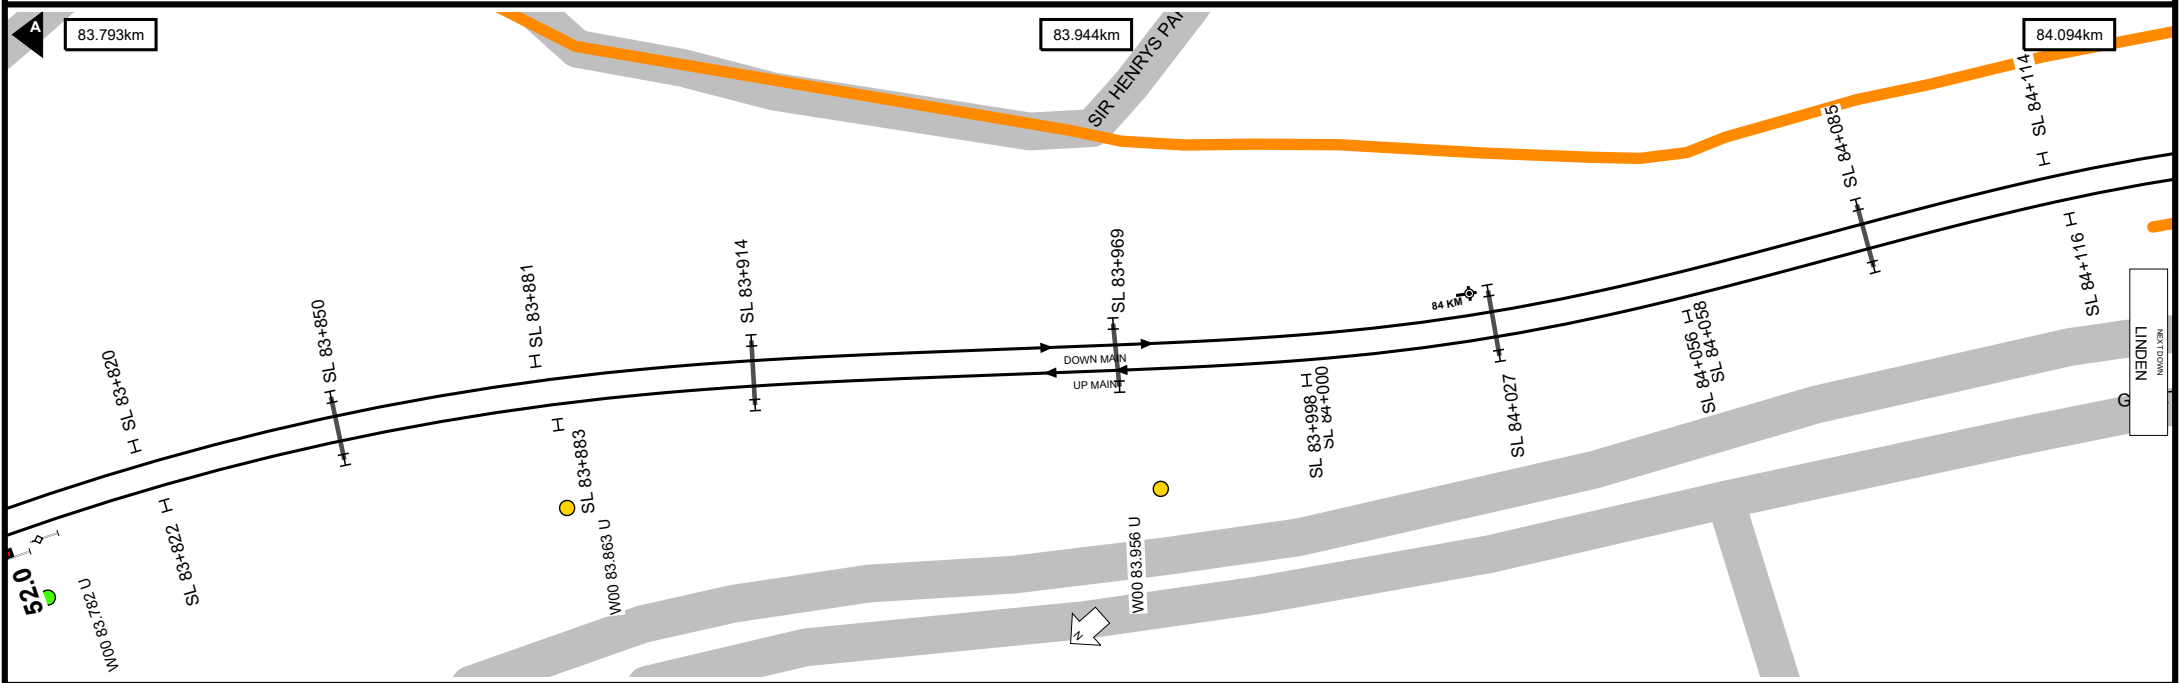 A
83.793km
83.944km
84.094km
SIR HENRYS PA
SL 84+114
SL 84+085
SL 83+969
SL 83+914
SL 83+881
SL 83+850
SL 83+820
84 KM
DOWN MAIN
UP MAIN
SL 84+116
SL 84+058
SL 84+056
SL 84+027
SL 84+000
SL 83+998
SL 83+883
SL 83+822
NEXT DOWN
LINDEN
G
52.0
W00 83.782 U
W00 83.863 U
W00 83.956 U
N